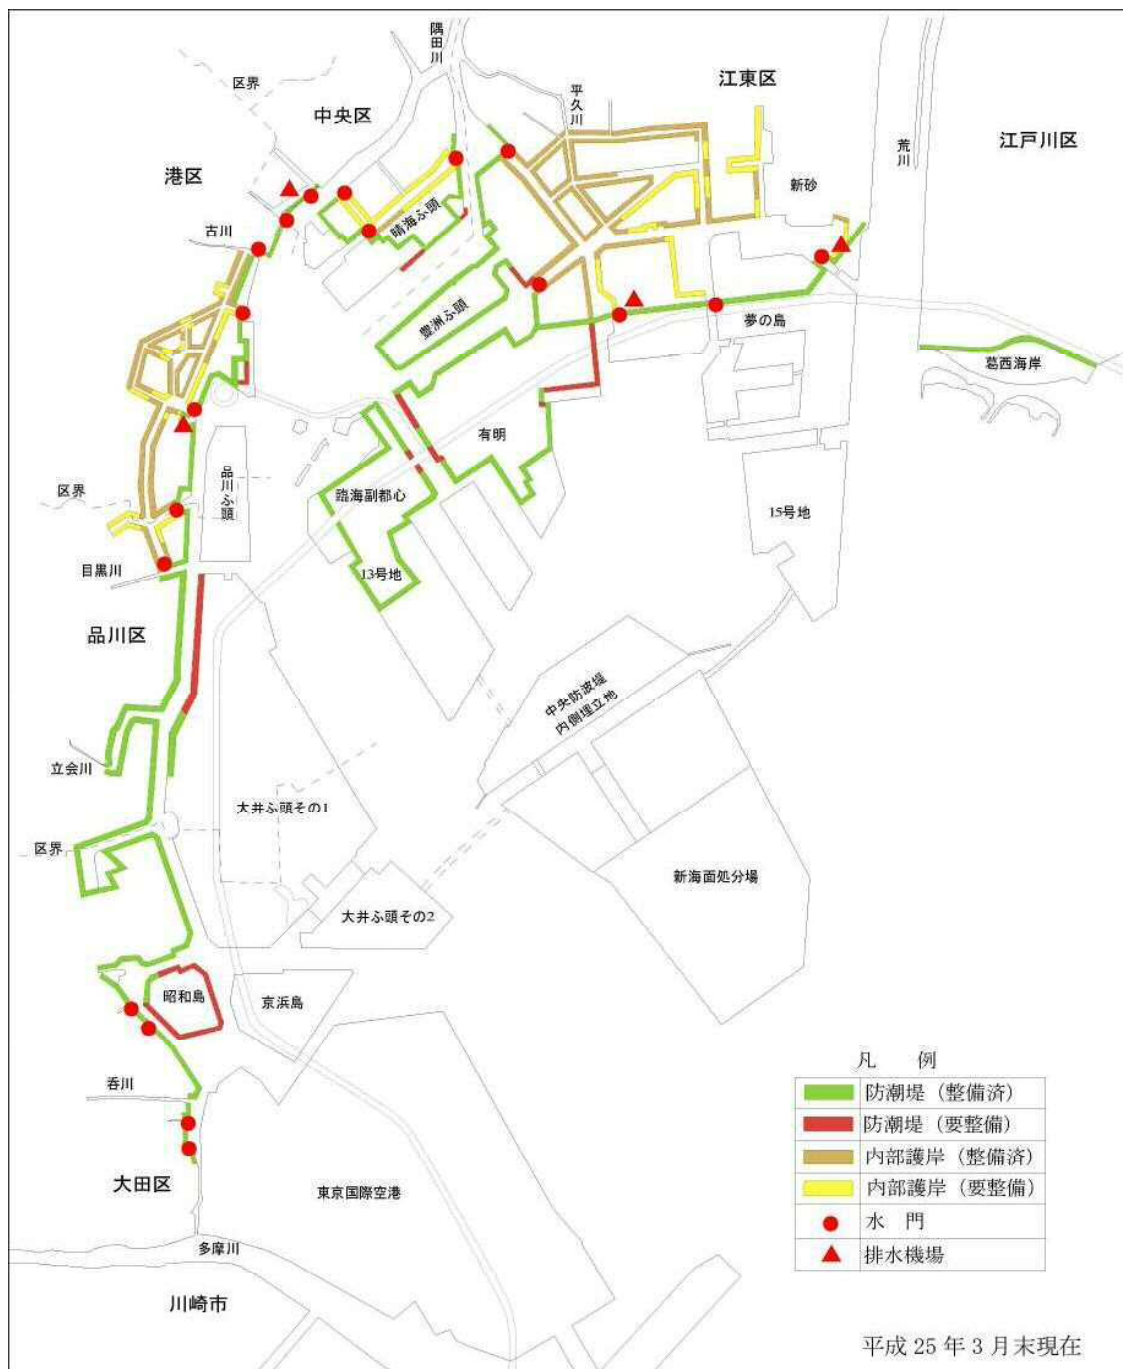 隅田川
区界
中央区
平久川
江東区
荒川
江戸川区
港区
新砂
古川
晴海ふ頭
豊洲ふ頭
夢の島
葛西海岸
有明
品川ふ頭
臨海副都心
区界
15号地
目黒川
13号地
品川区
中央防波堤
内側埋立地
立会川
大井ふ頭その1
区界
新海面処分場
大井ふ頭その2
昭和島
京浜島
呑川
大田区
東京国際空港
多摩川
川崎市
凡 例
防潮堤（整備済）
防潮堤（要整備）
内部護岸（整備済）
内部護岸（要整備）
水 門
排水機場
平成 25 年 3 月末現在